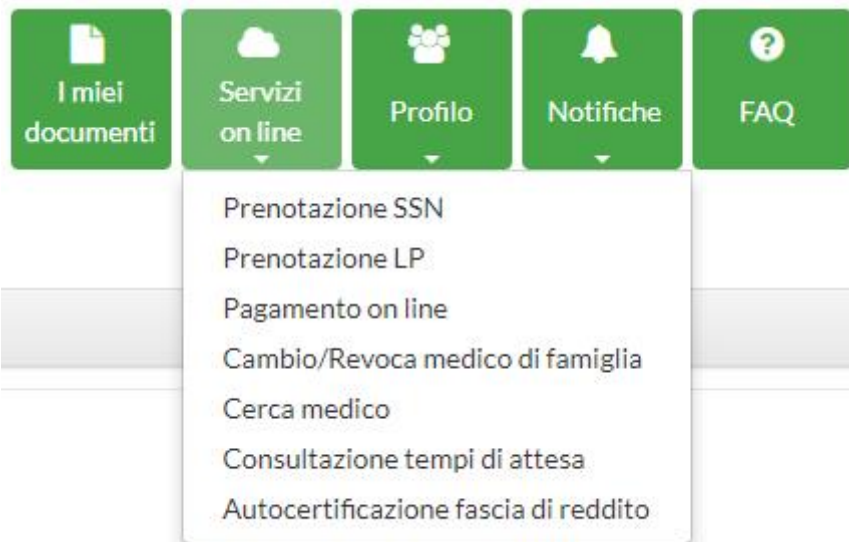 I miei
documenti
Servizi
on line
Profilo
Notifiche
FAQ
Prenotazione SSN
Prenotazione LP
Pagamento on line
Cambio/Revoca medico di famiglia
Cerca medico
Consultazione tempi di attesa
Autocertificazione fascia di reddito